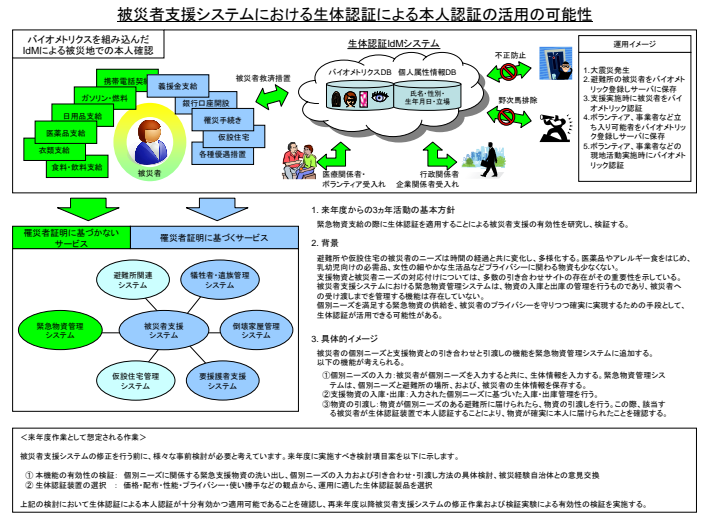 被災者支援システムにおける生体認証による本人認証の活用の可能性
バイオメトリクスを組み込んだ
IdMによる被災地での本人確認
携帯電話契約
ガソリン・燃料
日用品支給
医薬品支給
衣類支給
食料・飲料支給
義援金支給
銀行口座開設
罹災手続き
仮設住宅
各種優遇措置
被災者
被災者救済措置
生体認証IdMシステム
バイオメトリクスDB
個人属性情報DB
氏名・性別・
生年月日・立場
不正防止
野次馬排除
医療関係者・
ボランティア受入れ
行政関係者
企業関係者受入れ
運用イメージ
1.大震災発生
2.避難所の被災者をバイオメト
リック登録しサーバに保存
3.支援実施時に被災者をバイ
オメトリック認証
4.ボランティア、事業者など立
ち入り可能者をバイオメトリッ
ク登録しサーバに保存
5.ボランティア、事業者などの
現地活動実施時にバイオメト
リック認証
罹災者証明に基づかない
サービス
罹災者証明に基づくサービス
避難所関連
システム
犠牲者・遺族管理
システム
緊急物資管理
システム
被災者支援
システム
倒壊家屋管理
システム
仮設住宅管理
システム
要援護者支援
システム
1. 来年度からの3ヵ年活動の基本方針
緊急物資支給の際に生体認証を適用することによる被災者支援の有効性を研究し、検証する。
2. 背景
避難所や仮設住宅の被災者のニーズは時間の経過と共に変化し、多様化する。医薬品やアレルギー食をはじめ、
乳幼児向けの必需品、女性の細やかな生活品などプライバシーに関わる物資も少なくない。
支援物資と被災者ニーズの対応付けについては、多数の引き合わせサイトの存在がその重要性を示している。
被災者支援システムにおける緊急物資管理システムは、物資の入庫と出庫の管理を行うものであり、被災者へ
の受け渡しまでを管理する機能は存在していない。
個人ニーズを満足する緊急物資の供給を、被災者のプライバシーを守りつつ確実に実現するための手段として、
生体認証が活用できる可能性がある。
3. 具体的イメージ
被災者の個別ニーズと支援物資との引き合わせと引渡しの機能を緊急物資管理システムに追加する。
以下の機能が考えられる。
①個別ニーズの入力:被災者が個別ニーズを入力すると共に、生体情報を入力する。緊急物資管理シス
テムは、個別ニーズと避難所の場所、および、被災者の生体情報を保存する。
②支援物資の入庫・出庫:入力された個別ニーズに基づいた入庫・出庫管理を行う。
③物資の引渡し:物資が個別ニーズのある避難所に届けられたら、物資の引渡しを行う。この際、該当す
る被災者が生体認証装置で本人認証することにより、物資が確実に本人に届けられたことを確認する。
<来年度作業として想定される作業>
被災者支援システムの修正を行う前に、様々な事前検討が必要と考えています。来年度に実施すべき検討項目案を以下に示します。
① 本機能の有効性の検証: 個別ニーズに関係する緊急支援物資の洗い出し、個別ニーズの入力および引き合わせ・引渡し方法の具体検討、被災経験自治体との意見交換
② 生体認証装置の選択 : 価格・配布・性能・プライバシー・使い勝手などの観点から、運用に適した生体認証製品を選択
上記の検討において生体認証による本人認証が十分有効かつ適用可能であることを確認し、再来年度以降被災者支援システムの修正作業および検証実験による有効性の検証を実施する。